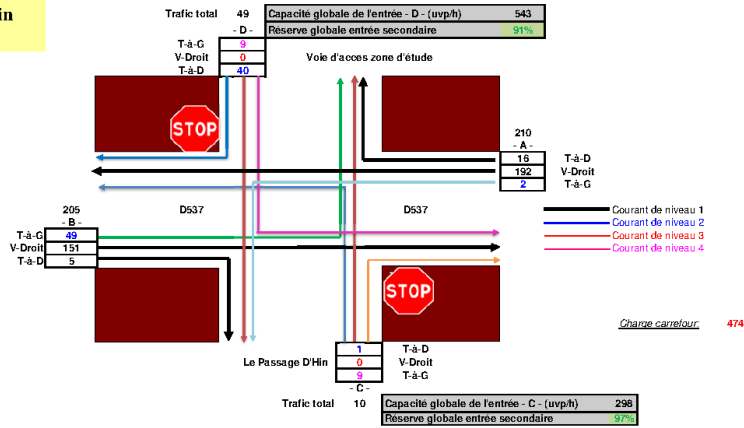 in
Trafic total 49 Capacité globale de l'entrée - D - (uvp/h) 543
- D - Réserve globale entrée secondaire 91%
T-à-G 9
V-Droit 0 Voie d'acces zone d'étude
T-à-D 40
STOP
210
- A -
16 T-à-D
192 V-Droit
2 T-à-G
205 D537 D537
- B -
T-à-G 49
V-Droit 151
T-à-D 5
Courant de niveau 1
Courant de niveau 2
Courant de niveau 3
Courant de niveau 4
STOP
Charge carrefour: 474
1 T-à-D
Le Passage D'Hin 0 V-Droit
9 T-à-G
- C -
Trafic total 10 Capacité globale de l'entrée - C - (uvp/h) 298
Réserve globale entrée secondaire 97%